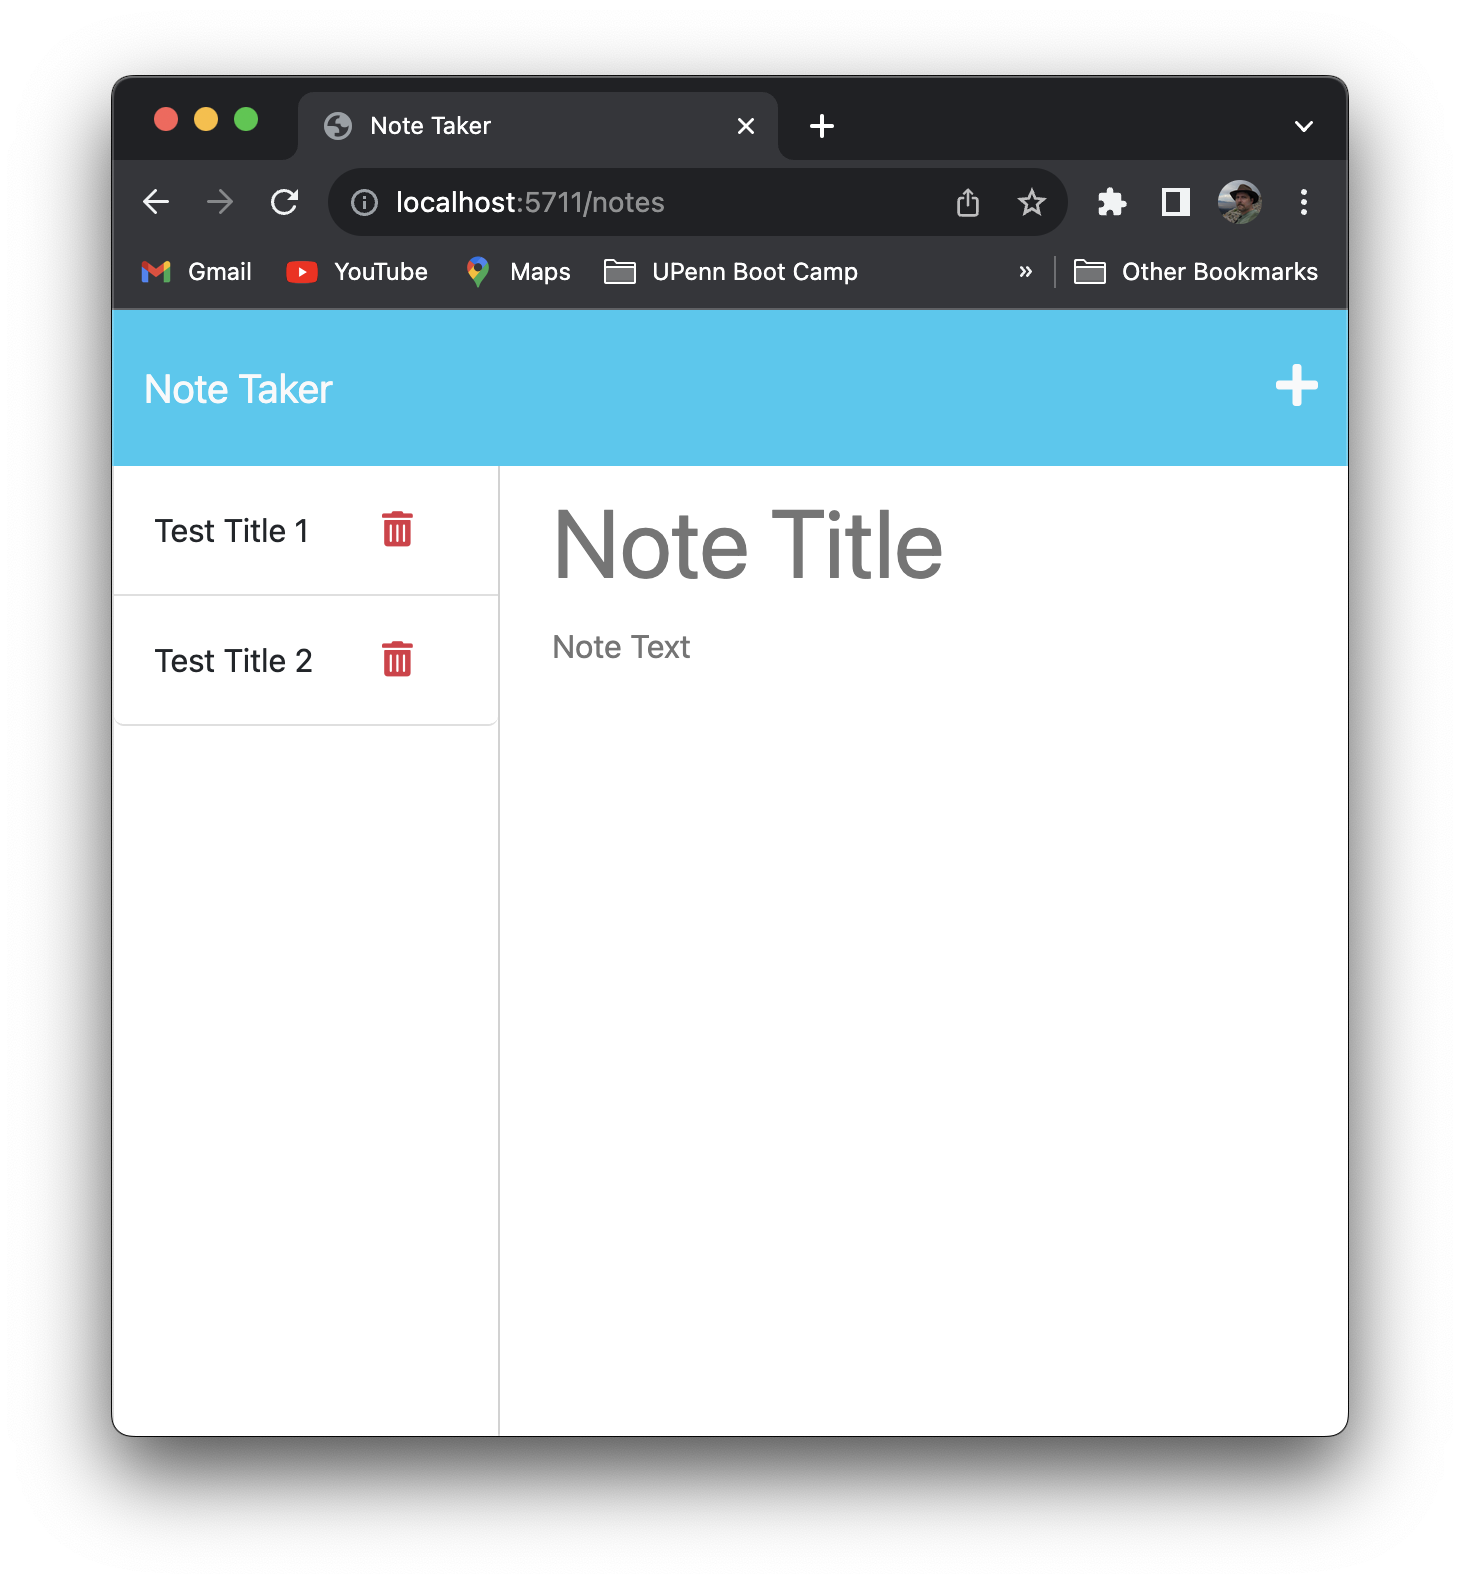 Note Taker
localhost:5711/notes
Gmail YouTube Maps UPenn Boot Camp » Other Bookmarks
Note Taker
Test Title 1
Test Title 2
Note Title
Note Text